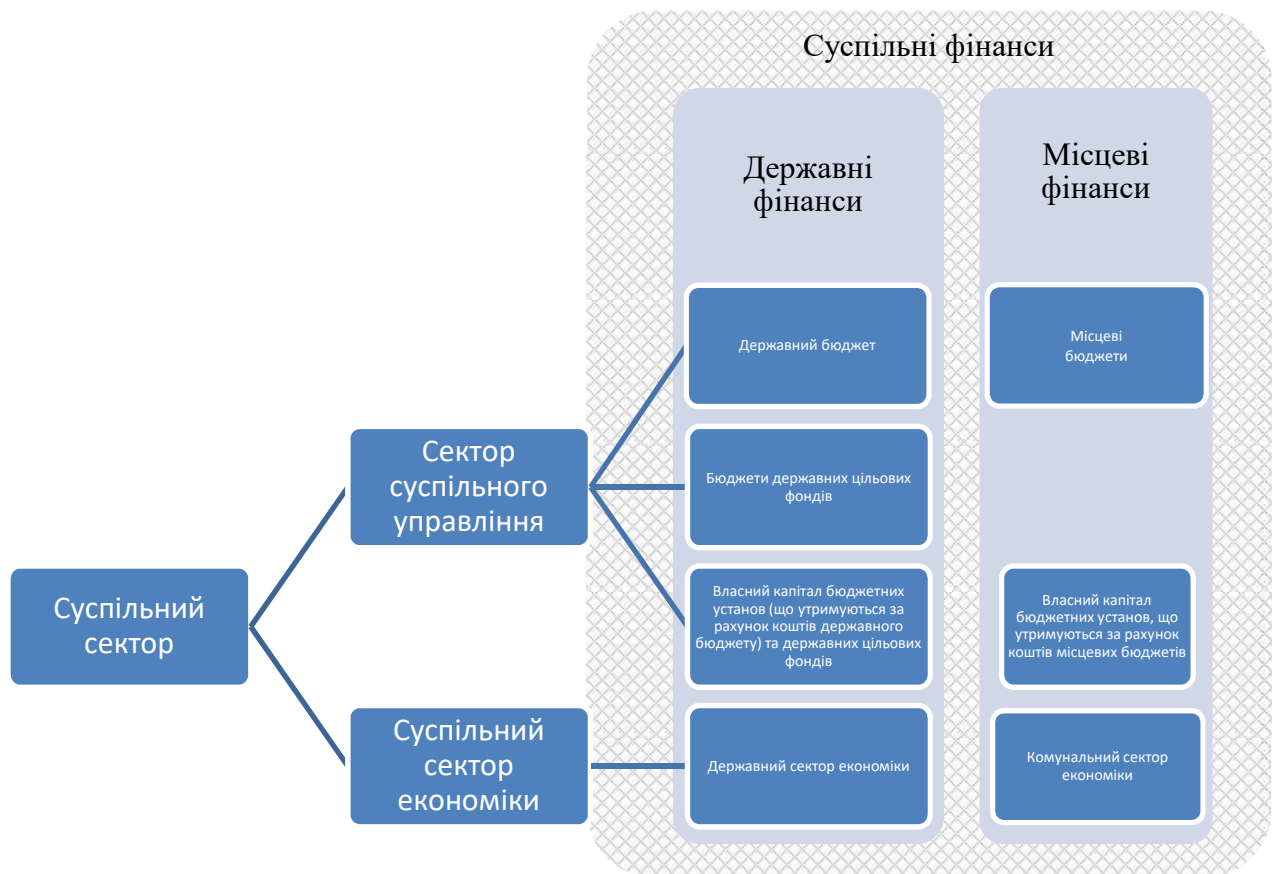 Суспільні фінанси
Державні
фінанси
Місцеві
фінанси
Державний бюджет
Місцеві
бюджети
Сектор
суспільного
управління
Бюджети державних цільових
фондів
Суспільний
сектор
Власний капітал бюджетних
установ (що утримуються за
рахунок коштів державного
бюджету) та державних цільових
фондів
Власний капітал
бюджетних установ, що
утримуються за рахунок
коштів місцевих бюджетів
Суспільний
сектор
економіки
Державний сектор економіки
Комунальний сектор
економіки